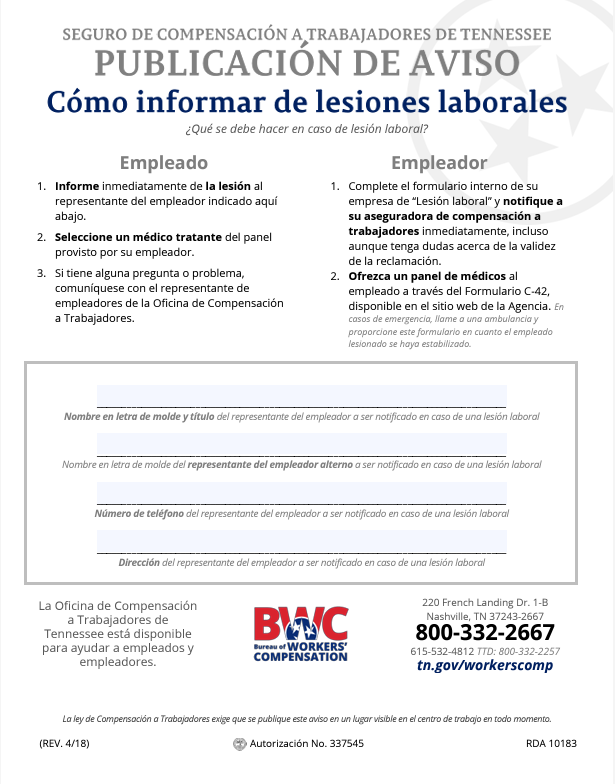 SEGURO DE COMPENSACIÓN A TRABAJADORES DE TENNESSEE
PUBLICACIÓN DE AVISO
Cómo informar de lesiones laborales
¿Qué se debe hacer en caso de lesión laboral?
Empleado
1. Informe inmediatamente de la lesión al
representante del empleador indicado aquí
abajo.
2. Seleccione un médico tratante del panel
provisto por su empleador.
3. Si tiene alguna pregunta o problema,
comuníquese con el representante de
empleadores de la Oficina de Compensación
a Trabajadores.
Empleador
1. Complete el formulario interno de su
empresa de “Lesión laboral” y notifique a
su aseguradora de compensación a
trabajadores inmediatamente, incluso
aunque tenga dudas acerca de la validez
de la reclamación.
2. Ofrezca un panel de médicos al
empleado a través del Formulario C-42,
disponible en el sitio web de la Agencia. En
casos de emergencia, llame a una ambulancia y
proporcione este formulario en cuanto el empleado
lesionado se haya estabilizado.
Nombre en letra de molde y título del representante del empleador a ser notificado en caso de una lesión laboral
Nombre en letra de molde del representante del empleador alterno a ser notificado en caso de una lesión laboral
Número de teléfono del representante del empleador a ser notificado en caso de una lesión laboral
Dirección del representante del empleador a ser notificado en caso de una lesión laboral
La Oficina de Compensación
a Trabajadores de
Tennessee está disponible
para ayudar a empleados y
empleadores.
BWC
Bureau of WORKERS'
COMPENSATION
220 French Landing Dr. 1-B
Nashville, TN 37243-2667
800-332-2667
615-532-4812 TTD: 800-332-2257
tn.gov/workerscomp
La ley de Compensación a Trabajadores exige que se publique este aviso en un lugar visible en el centro de trabajo en todo momento.
(REV. 4/18)
Autorización No. 337545
RDA 10183